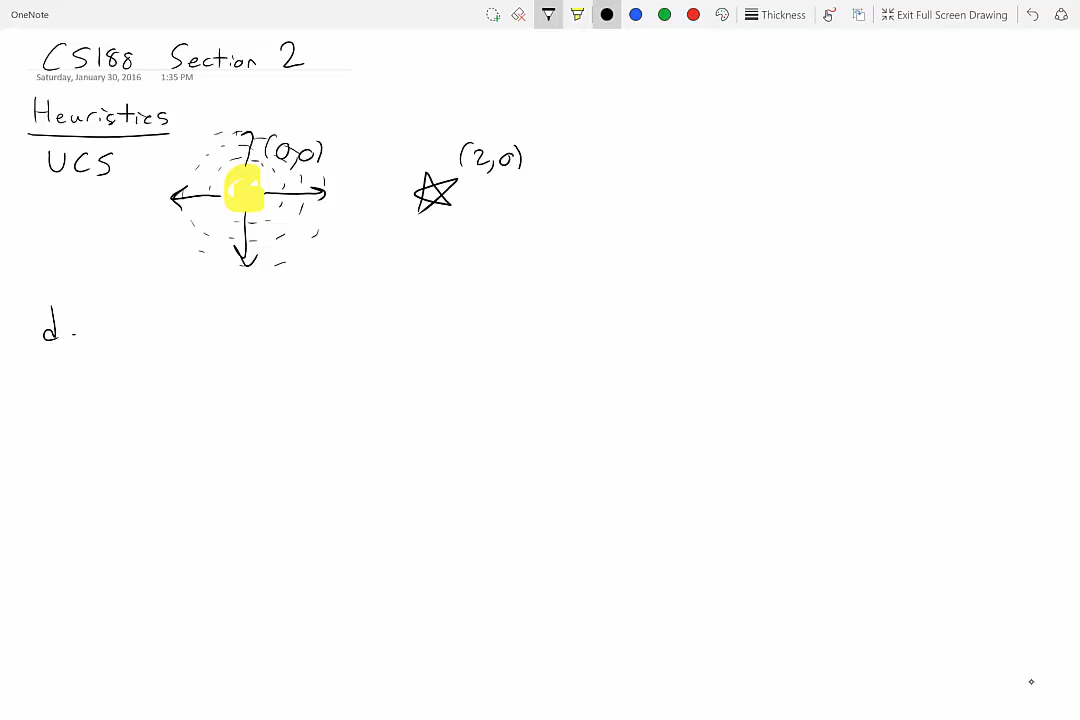 OneNote
Thickness
Exit Full Screen Drawing
CS188 Section 2
Saturday, January 30, 2016 1:35 PM
Heuristics
UCS
(0,0)
(2,0)
d